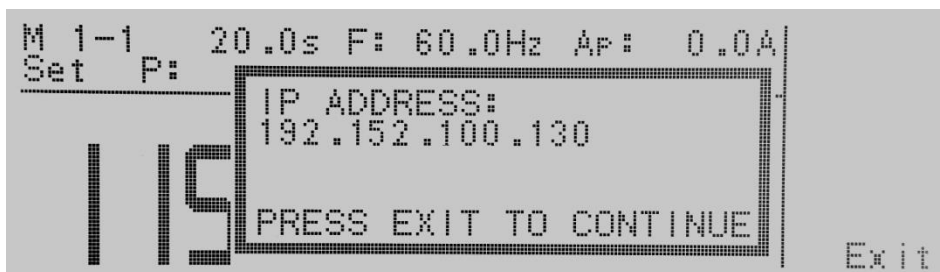 M 1-1 20.0s F: 60.0Hz Ap: 0.0A
Set P:
IP ADDRESS:
192.152.100.130
115
PRESS EXIT TO CONTINUE
Exit